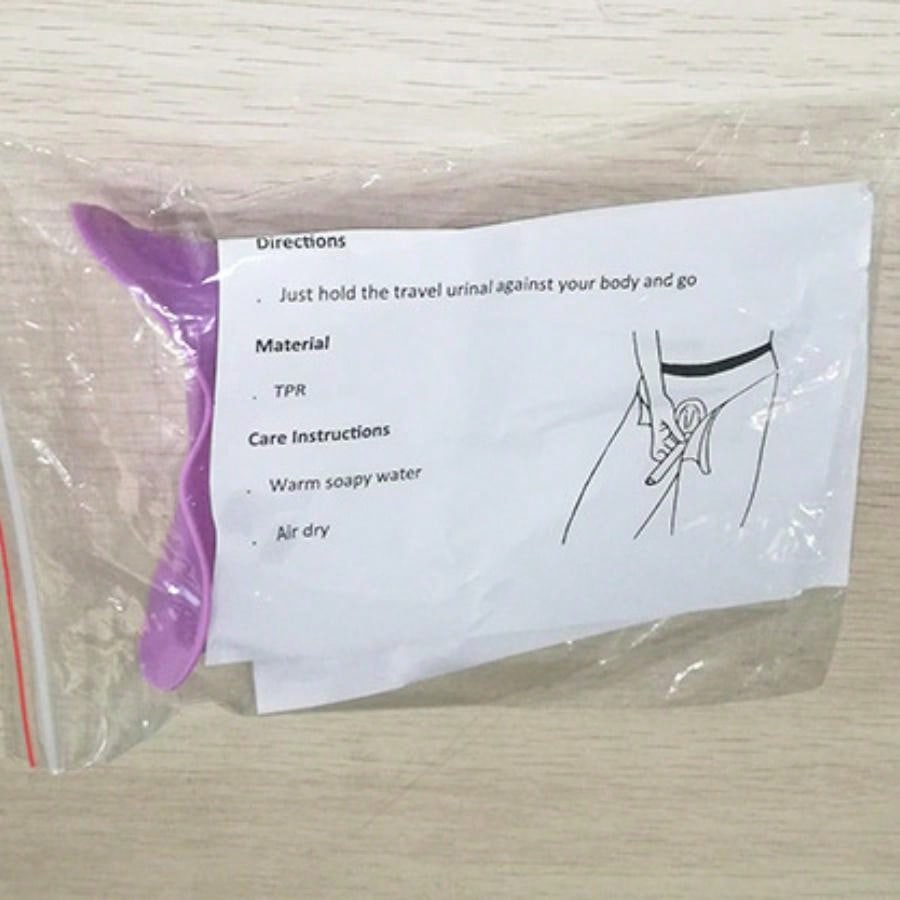 Directions
. Just hold the travel urinal against your body and go
Material
. TPR
Care Instructions
. Warm soapy water
. Air dry